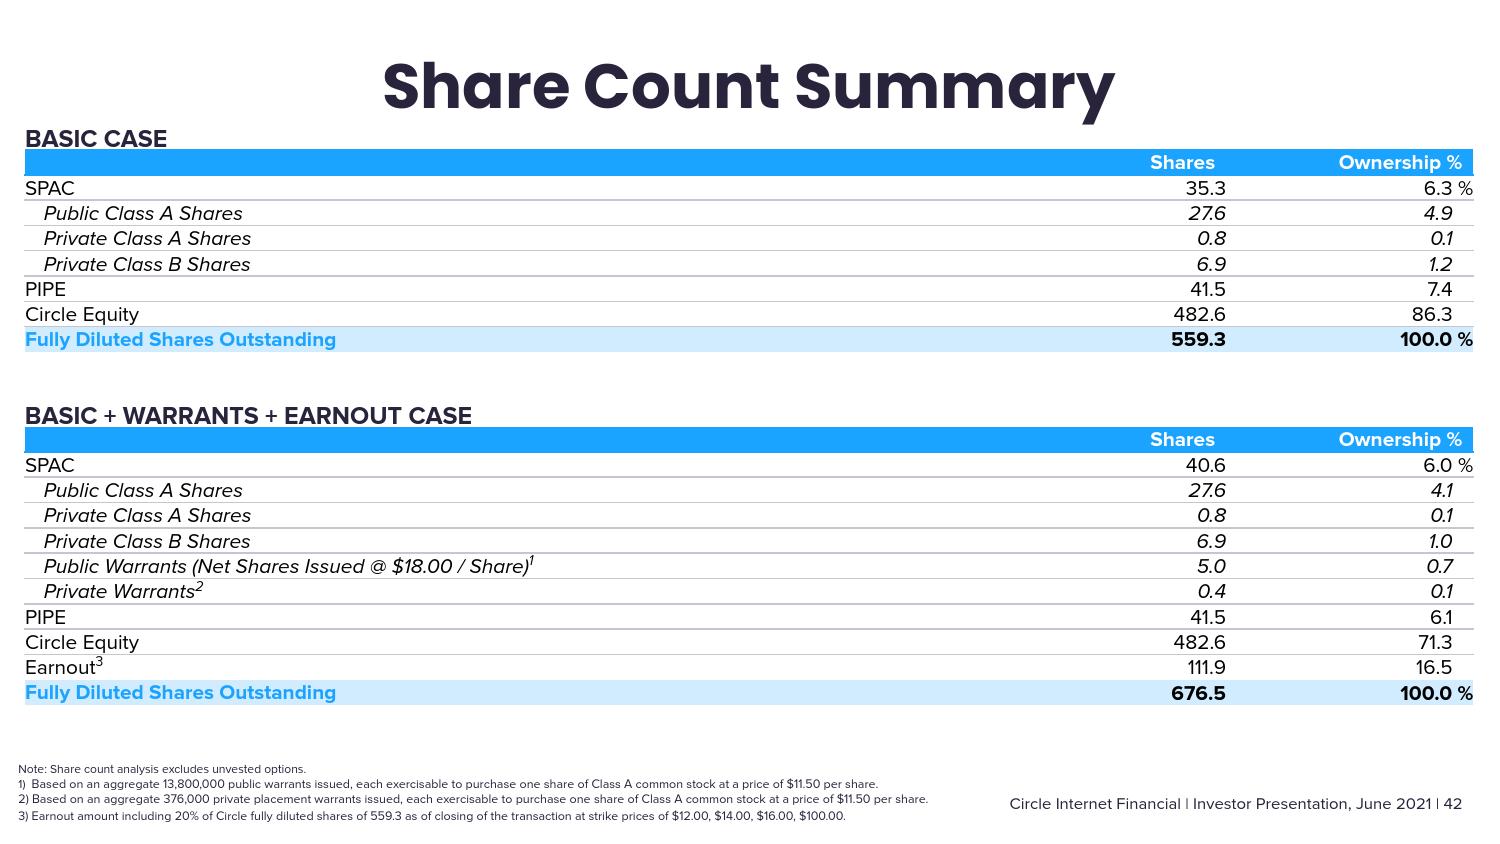 Share Count Summary
BASIC CASE
Shares Ownership %
SPAC 35.3 6.3 %
Public Class A Shares 27.6 4.9
Private Class A Shares 0.8 0.1
Private Class B Shares 6.9 1.2
PIPE 41.5 7.4
Circle Equity 482.6 86.3
Fully Diluted Shares Outstanding 559.3 100.0 %
BASIC + WARRANTS + EARNOUT CASE
Shares Ownership %
SPAC 40.6 6.0 %
Public Class A Shares 27.6 4.1
Private Class A Shares 0.8 0.1
Private Class B Shares 6.9 1.0
Public Warrants (Net Shares Issued @ $18.00 / Share)1 5.0 0.7
Private Warrants2 0.4 0.1
PIPE 41.5 6.1
Circle Equity 482.6 71.3
Earnout3 111.9 16.5
Fully Diluted Shares Outstanding 676.5 100.0 %
Note: Share count analysis excludes unvested options.
1) Based on an aggregate 13,800,000 public warrants issued, each exercisable to purchase one share of Class A common stock at a price of $11.50 per share.
2) Based on an aggregate 376,000 private placement warrants issued, each exercisable to purchase one share of Class A common stock at a price of $11.50 per share.
3) Earnout amount including 20% of Circle fully diluted shares of 559.3 as of closing of the transaction at strike prices of $12.00, $14.00, $16.00, $100.00.
Circle Internet Financial | Investor Presentation, June 2021 | 42